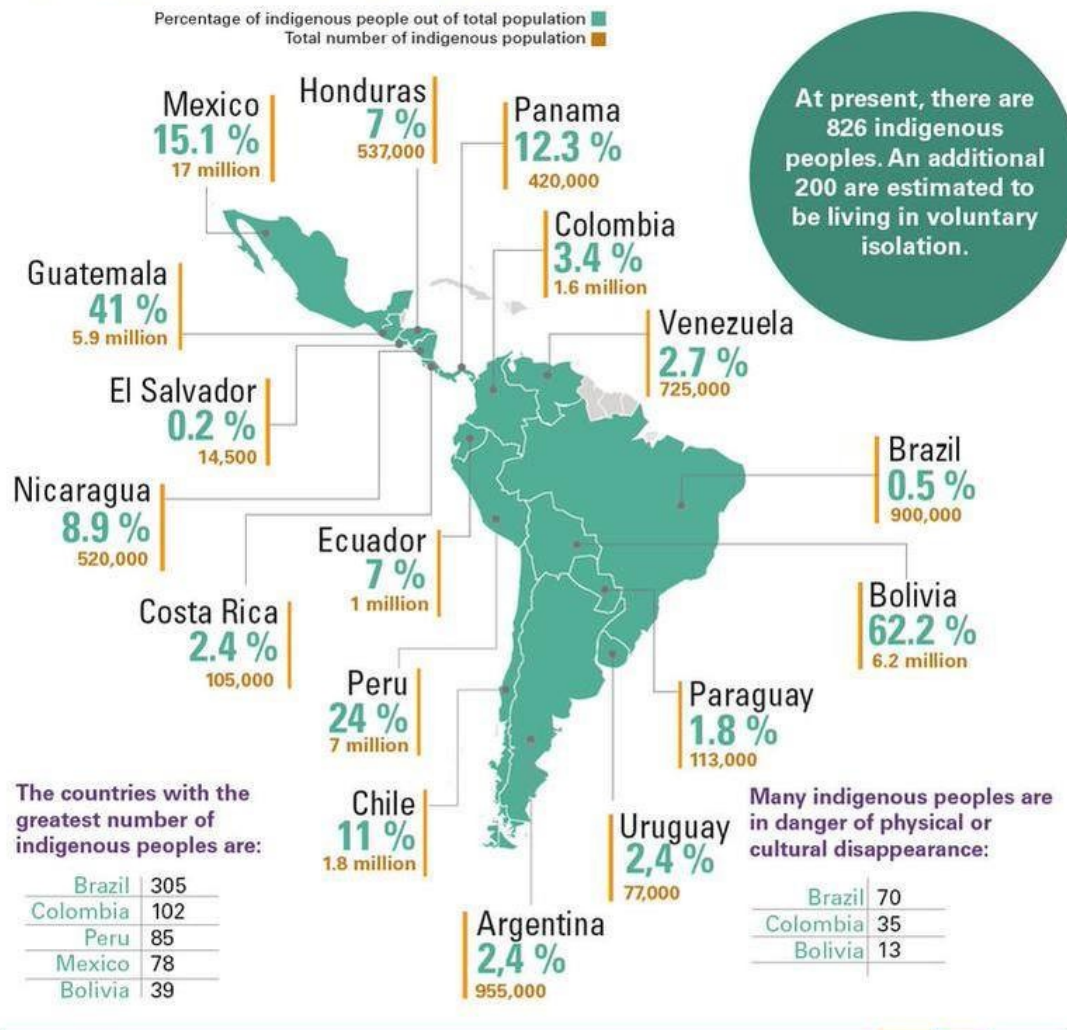 Percentage of indigenous people out of total population
Total number of indigenous population
At present, there are
826 indigenous
peoples. An additional
200 are estimated to
be living in voluntary
isolation.
Mexico
15.1 %
17 million
Honduras
7 %
537,000
Panama
12.3 %
420,000
Colombia
3.4 %
1.6 million
Guatemala
41 %
5.9 million
Venezuela
2.7 %
725,000
El Salvador
0.2 %
14,500
Brazil
0.5 %
900,000
Nicaragua
8.9 %
520,000
Ecuador
7 %
1 million
Costa Rica
2.4 %
105,000
Bolivia
62.2 %
6.2 million
Peru
24 %
7 million
Paraguay
1.8 %
113,000
Chile
11 %
1.8 million
Uruguay
2,4 %
77,000
Argentina
2,4 %
955,000
The countries with the
greatest number of
indigenous peoples are:
Brazil 305
Colombia 102
Peru 85
Mexico 78
Bolivia 39
Many indigenous peoples are
in danger of physical or
cultural disappearance:
Brazil 70
Colombia 35
Bolivia 13